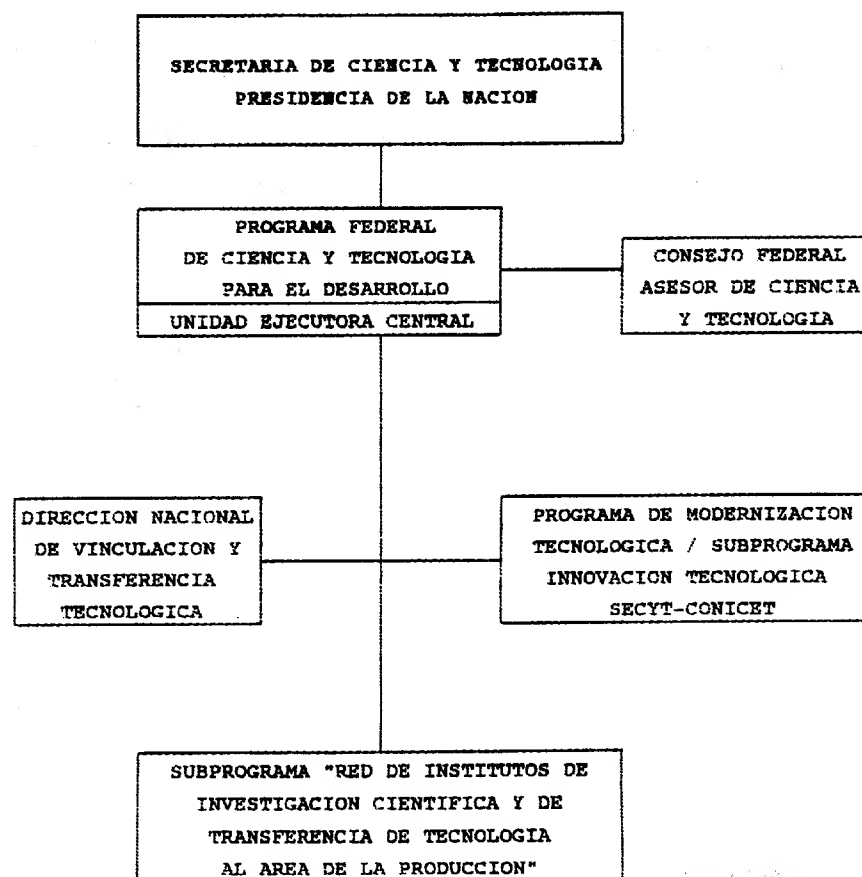 SECRETARIA DE CIENCIA Y TECNOLOGIA
PRESIDENCIA DE LA NACION
PROGRAMA FEDERAL
DE CIENCIA Y TECNOLOGIA
PARA EL DESARROLLO
UNIDAD EJECUTORA CENTRAL
CONSEJO FEDERAL
ASESOR DE CIENCIA
Y TECNOLOGIA
DIRECCION NACIONAL
DE VINCULACION Y
TRANSFERENCIA
TECNOLOGICA
PROGRAMA DE MODERNIZACION
TECNOLOGICA / SUBPROGRAMA
INNOVACION TECNOLOGICA
SECYT-CONICET
SUBPROGRAMA "RED DE INSTITUTOS DE
INVESTIGACION CIENTIFICA Y DE
TRANSFERENCIA DE TECNOLOGIA
AL AREA DE LA PRODUCCION"